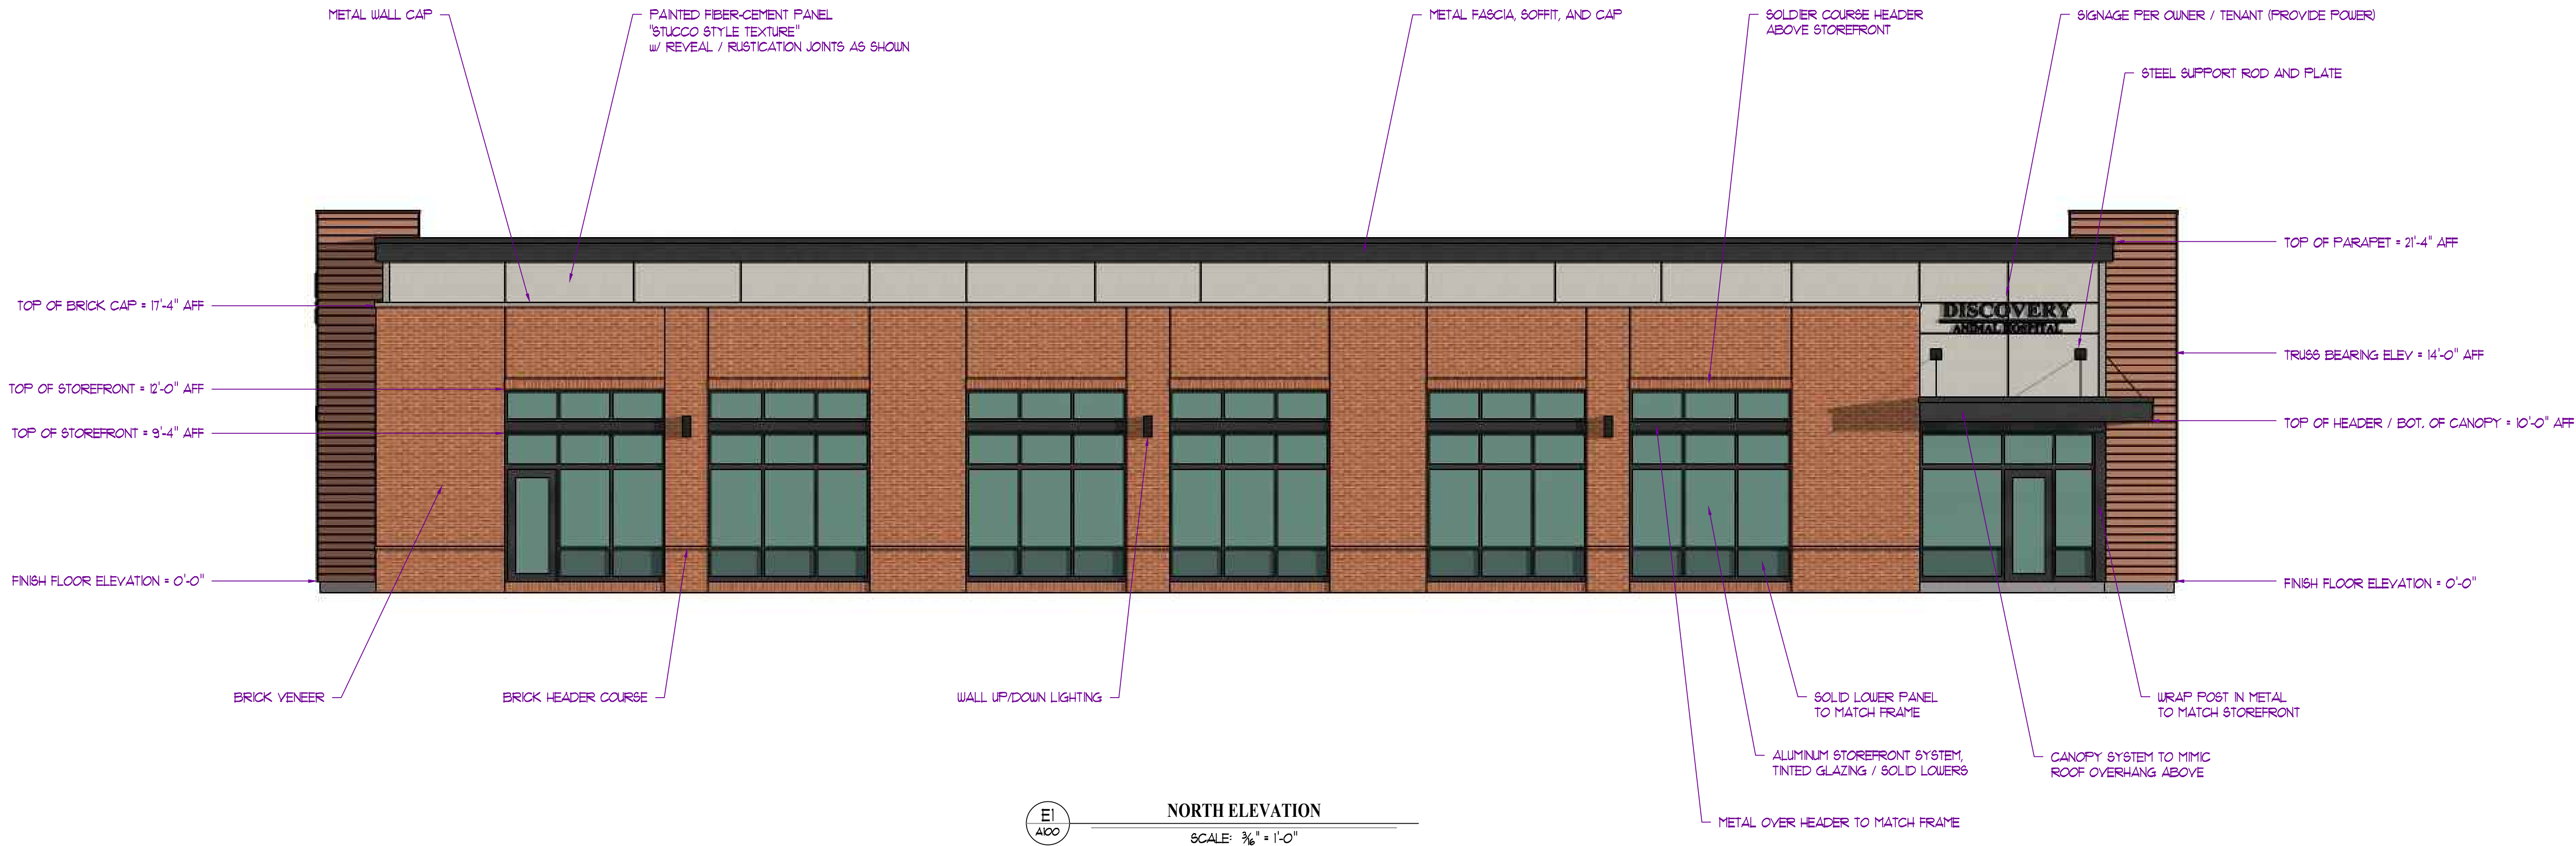 METAL WALL CAP
PAINTED FIBER-CEMENT PANEL
"STUCCO STYLE TEXTURE"
w/ REVEAL / RUSTICATION JOINTS AS SHOWN
METAL FASCIA, SOFFIT, AND CAP
SOLDIER COURSE HEADER
ABOVE STOREFRONT
SIGNAGE PER OWNER / TENANT (PROVIDE POWER)
STEEL SUPPORT ROD AND PLATE
TOP OF PARAPET = 21'-4" AFF
TOP OF BRICK CAP = 17'-4" AFF
DISCOVERY
ANIMAL HOSPITAL
TRUSS BEARING ELEV = 14'-0" AFF
TOP OF STOREFRONT = 12'-0" AFF
TOP OF HEADER / BOT. OF CANOPY = 10'-0" AFF
TOP OF STOREFRONT = 9'-4" AFF
FINISH FLOOR ELEVATION = 0'-0"
FINISH FLOOR ELEVATION = 0'-0"
BRICK VENEER
BRICK HEADER COURSE
WALL UP/DOWN LIGHTING
SOLID LOWER PANEL
TO MATCH FRAME
WRAP POST IN METAL
TO MATCH STOREFRONT
ALUMINUM STOREFRONT SYSTEM,
TINTED GLAZING / SOLID LOWERS
CANOPY SYSTEM TO MIMIC
ROOF OVERHANG ABOVE
METAL OVER HEADER TO MATCH FRAME
E1
A100
NORTH ELEVATION
SCALE: 3/16" = 1'-0"